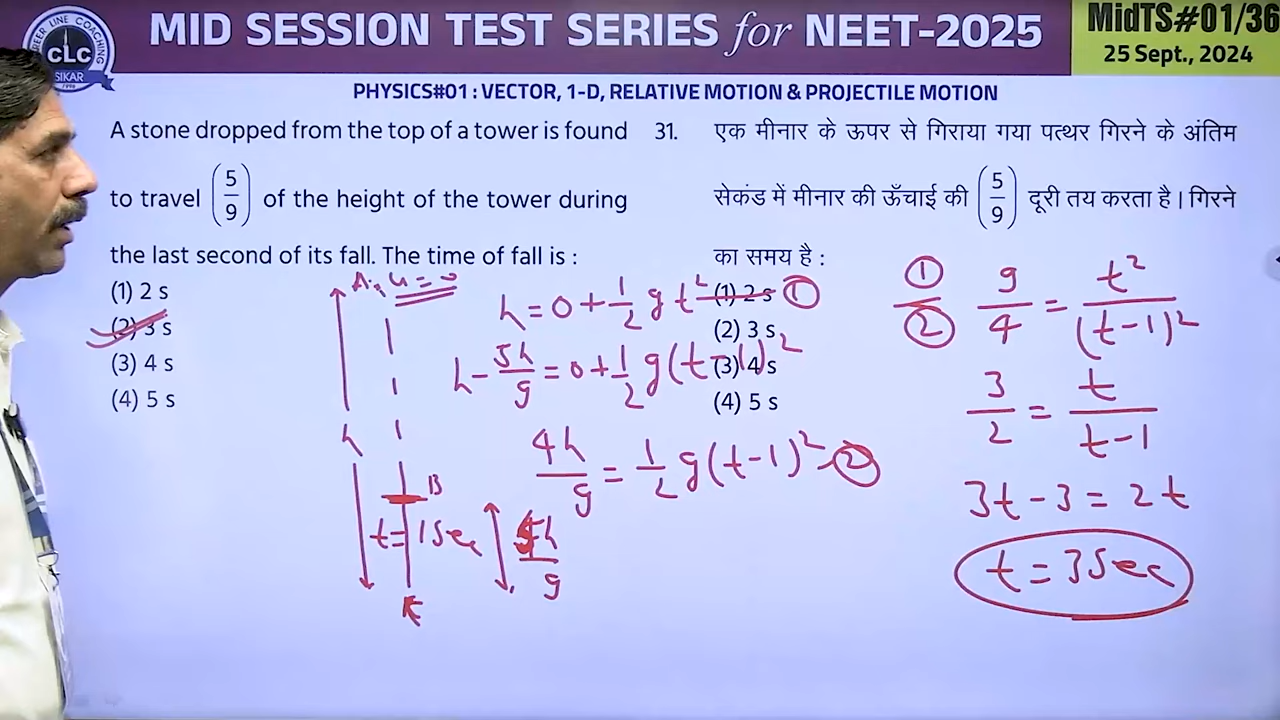 MID SESSION TEST SERIES for NEET-2025
MidTS#01/36
25 Sept., 2024
CAREER LINE COACHING
CLC
SIKAR
1996
PHYSICS#01 : VECTOR, 1-D, RELATIVE MOTION & PROJECTILE MOTION
A stone dropped from the top of a tower is found
to travel (5/9) of the height of the tower during
the last second of its fall. The time of fall is :
(1) 2 s
(2) 3 s
(3) 4 s
(4) 5 s
31. एक मीनार के ऊपर से गिराया गया पत्थर गिरने के अंतिम
सेकंड में मीनार की ऊँचाई की (5/9) दूरी तय करता है। गिरने
का समय है :
(1) 2 s
(2) 3 s
(3) 4 s
(4) 5 s
A, u = 0
h
B
t = 1 Sec
5h/9
h = 0 + 1/2 g t² ①
h - 5h/9 = 0 + 1/2 g (t-1)²
4h/9 = 1/2 g (t-1)² - ②
①/② 9/4 = t²/(t-1)²
3/2 = t/(t-1)
3t - 3 = 2t
t = 3 Sec